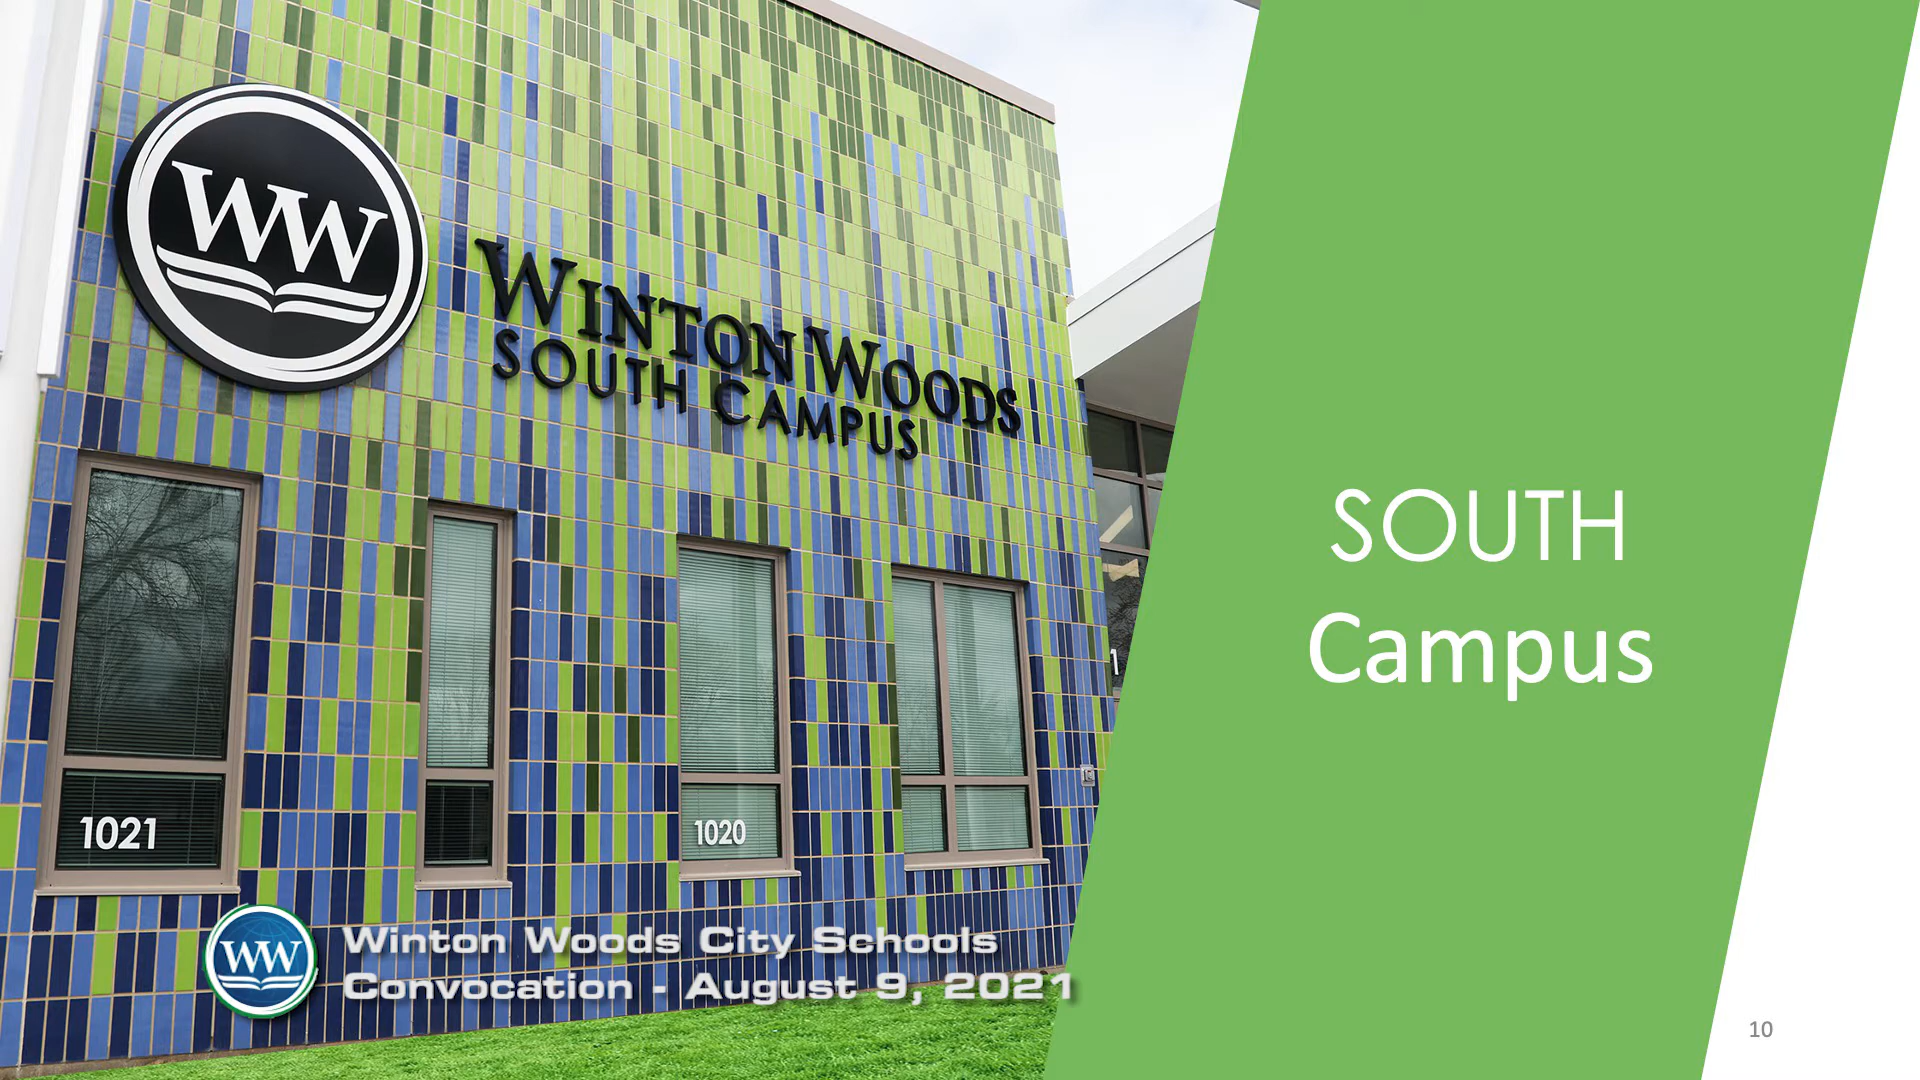 WW
WINTON WOODS
SOUTH CAMPUS
SOUTH
Campus
1
1021
1020
WW
Winton Woods City Schools
Convocation - August 9, 2021
10